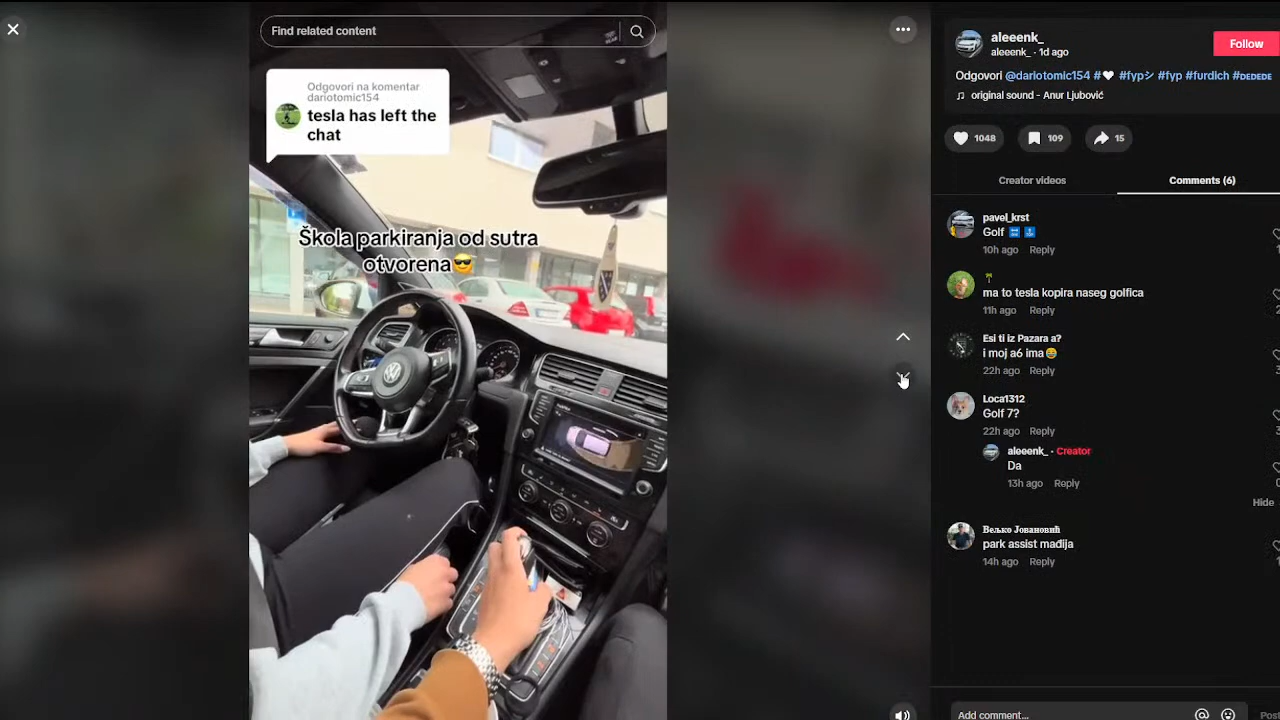 Find related content
Odgovori na komentar
dariotomic154
tesla has left the
chat
Škola parkiranja od sutra
otvorena😎
aleeenk_
aleeenk_ · 1d ago
Follow
Odgovori @dariotomic154 #🤍 #fypシ #fyp #furdich #ᴅᴇᴅᴇᴅᴇ
♫ original sound - Anur Ljubović
1048
109
15
Creator videos
Comments (6)
pavel_krst
Golf
10h ago Reply
🌴
ma to tesla kopira naseg golfica
11h ago Reply
Esi ti iz Pazara a?
i moj a6 ima😅
22h ago Reply
Loca1312
Golf 7?
22h ago Reply
aleeenk_ · Creator
Da
13h ago Reply
Hide
Вељко Јовановић
park assist mađija
14h ago Reply
Add comment...
Post